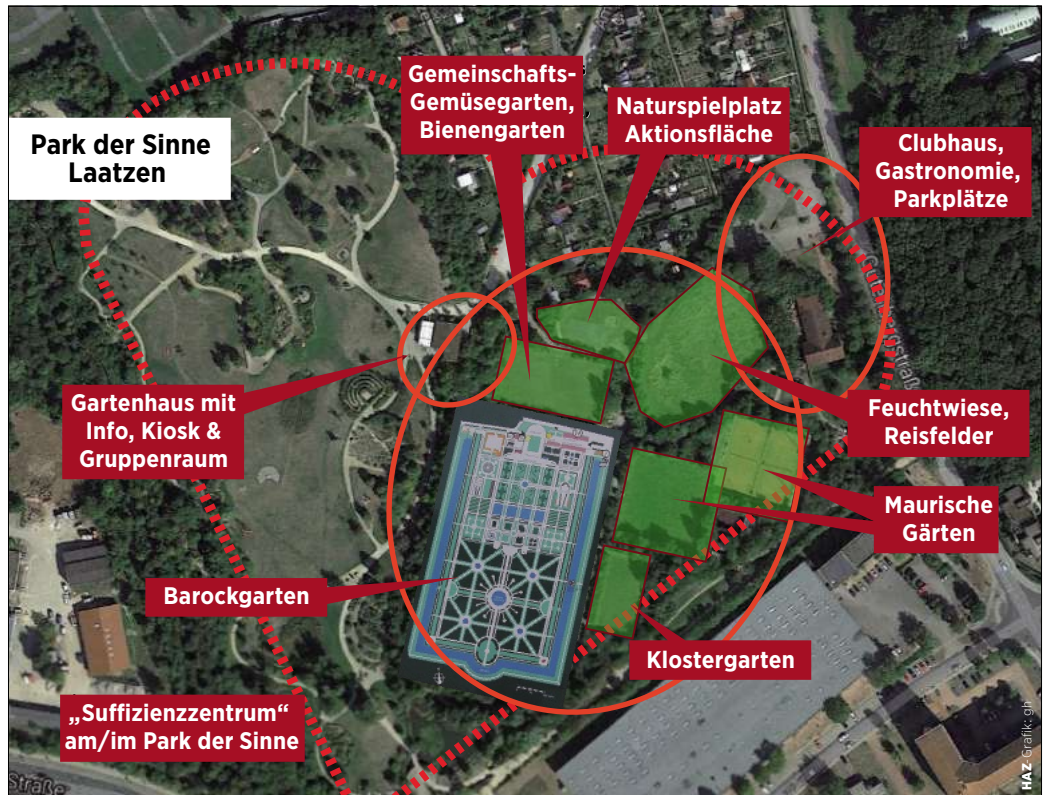 Park der Sinne
Laatzen
Gemeinschafts-
Gemüsegarten,
Bienengarten
Naturspielplatz
Aktionsfläche
Clubhaus,
Gastronomie,
Parkplätze
Gutenbergstraße
Gartenhaus mit
Info, Kiosk &
Gruppenraum
Feuchtwiese,
Reisfelder
Maurische
Gärten
Barockgarten
Klostergarten
„Suffizienzzentrum“
am/im Park der Sinne
Straße
HAZ-Grafik: gh